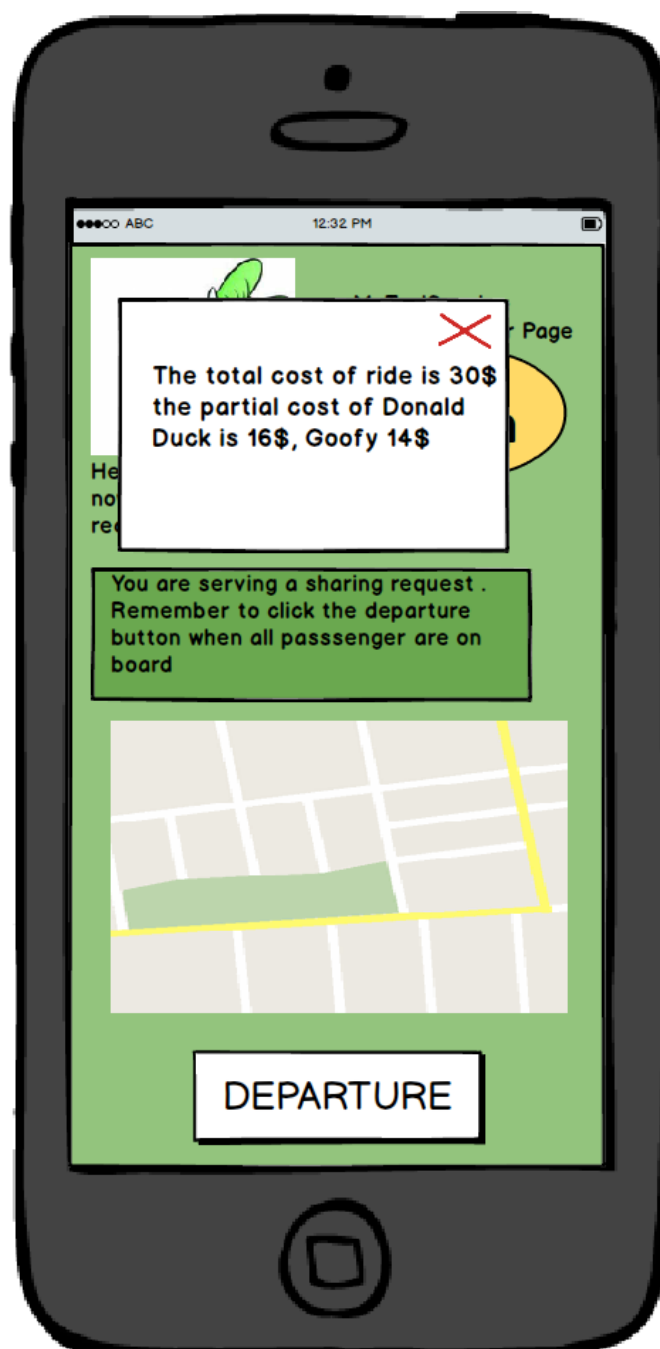 ABC 12:32 PM
Page
The total cost of ride is 30$
the partial cost of Donald
Duck is 16$, Goofy 14$
He
You are serving a sharing request .
Remember to click the departure
button when all passsenger are on
board
DEPARTURE